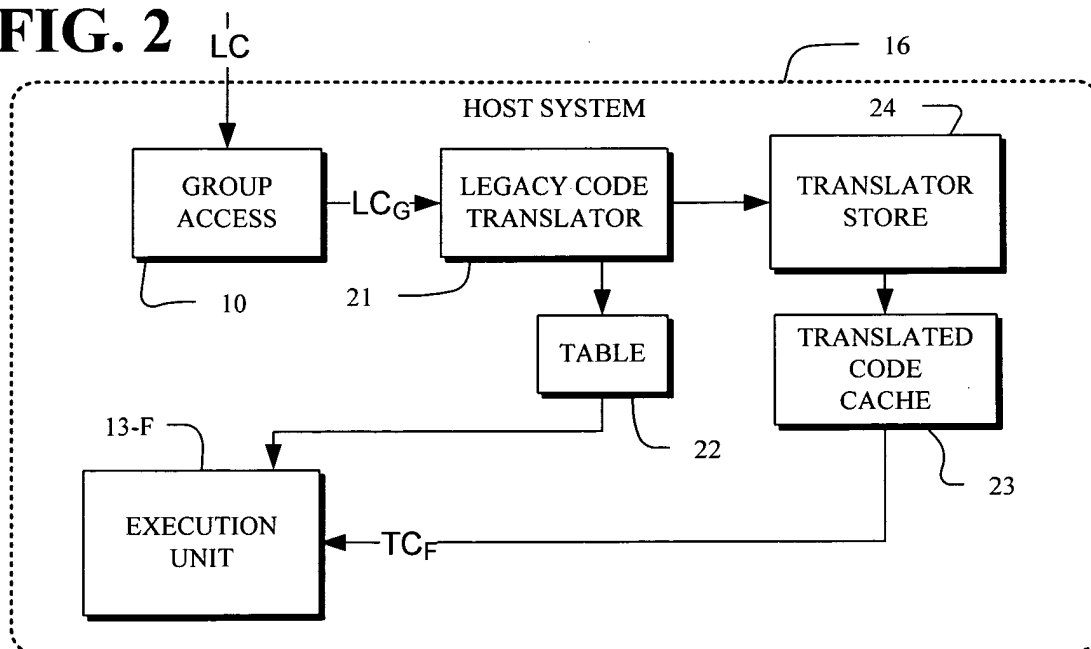 FIG. 2
LC
16
HOST SYSTEM
24
GROUP
ACCESS
LCG
LEGACY CODE
TRANSLATOR
TRANSLATOR
STORE
10
21
TABLE
TRANSLATED
CODE
CACHE
13-F
22
23
EXECUTION
UNIT
TCF